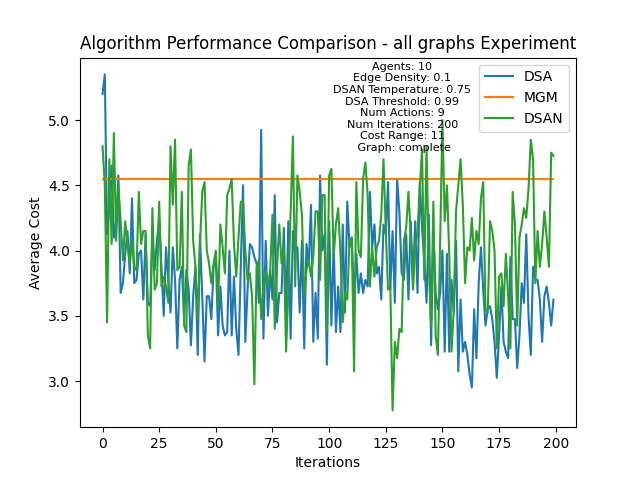 Algorithm Performance Comparison - all graphs Experiment
Agents: 10
Edge Density: 0.1
DSAN Temperature: 0.75
DSA Threshold: 0.99
Num Actions: 9
Num Iterations: 200
Cost Range: 11
Graph: complete
DSA
MGM
DSAN
Average Cost
5.0
4.5
4.0
3.5
3.0
0 25 50 75 100 125 150 175 200
Iterations